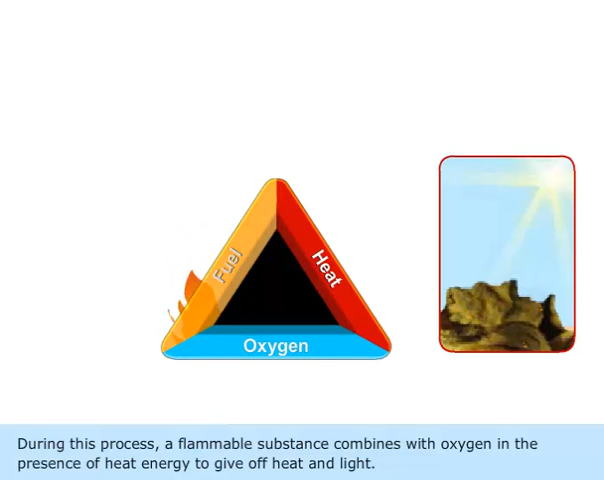 Fuel
Heat
Oxygen
During this process, a flammable substance combines with oxygen in the
presence of heat energy to give off heat and light.